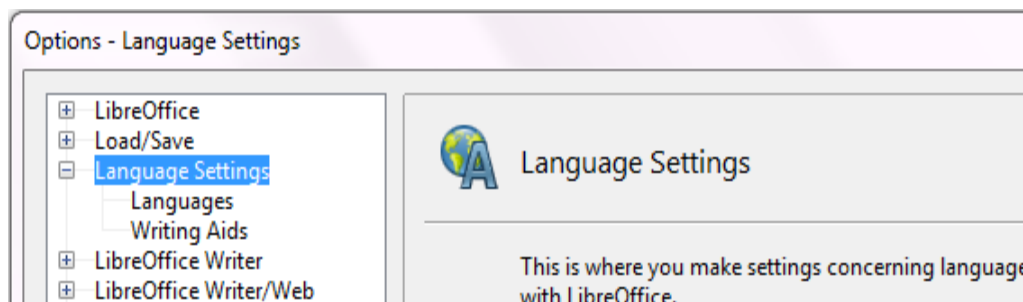 Options - Language Settings
LibreOffice
Load/Save
Language Settings
Languages
Writing Aids
LibreOffice Writer
LibreOffice Writer/Web
Language Settings
This is where you make settings concerning language
with LibreOffice.